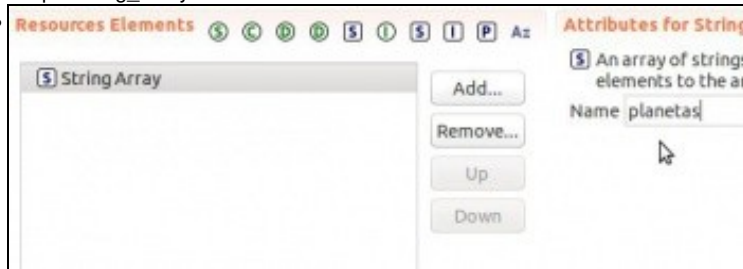 Resources Elements S C D D S I S I P Az
S String Array
Add...
Remove...
Up
Down
Attributes for String
S An array of strings
elements to the
Name planetas